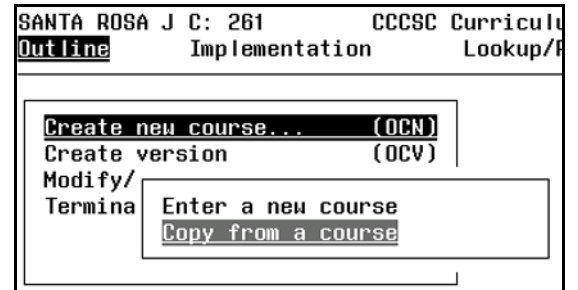 SANTA ROSA J C: 261 CCCSC Curriculu
Outline Implementation Lookup/
Create new course... (OCN)
Create version (OCV)
Modify/
Termina
Enter a new course
Copy from a course